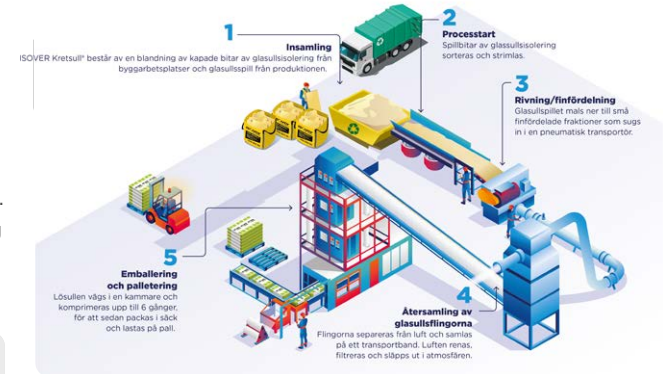 1
Insamling
ISOVER Kretsull® består av en blandning av kapade bitar av glasullsisolering från
byggarbetsplatser och glasullsspill från produktionen.
2
Processtart
Spillbitar av glasullsisolering
sorteras och strimlas.
3
Rivning/finfördelning
Glasullspillet mals ner till små
finfördelade fraktioner som sugs
in i en pneumatisk transportör.
4
Återsamling av
glasullsflingorna
Flingorna separeras från luft och samlas
på ett transportband. Luften renas,
filtreras och släpps ut i atmosfären.
5
Emballering
och palletering
Lösullen vägs i en kammare och
komprimeras upp till 6 gånger,
för att sedan packas i säck
och lastas på pall.